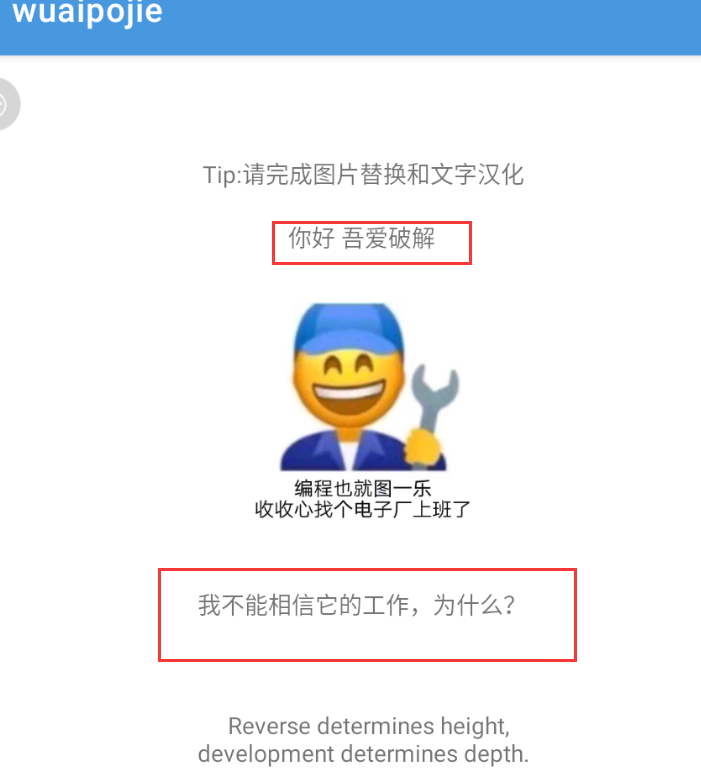 wuaipojie
Tip:请完成图片替换和文字汉化
你好 吾爱破解
编程也就图一乐
收收心找个电子厂上班了
我不能相信它的工作，为什么？
Reverse determines height,
development determines depth.